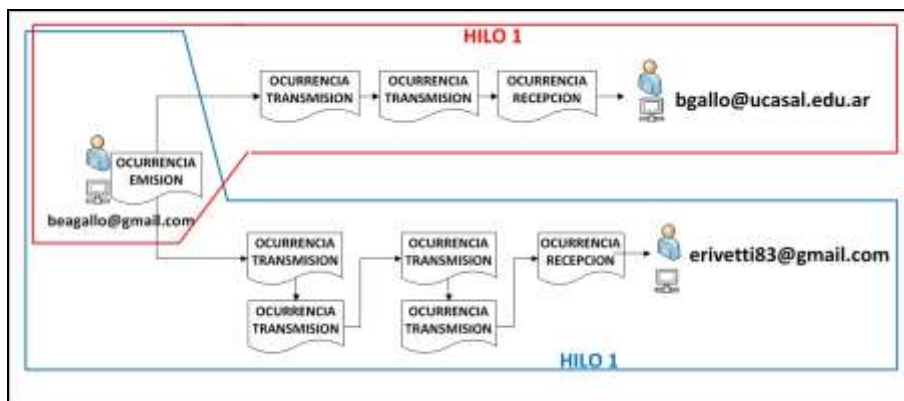 HILO 1
OCURRENCIA
TRANSMISION
OCURRENCIA
TRANSMISION
OCURRENCIA
RECEPCION
bgallo@ucasal.edu.ar
OCURRENCIA
EMISION
beagallo@gmail.com
OCURRENCIA
TRANSMISION
OCURRENCIA
TRANSMISION
OCURRENCIA
RECEPCION
erivetti83@gmail.com
OCURRENCIA
TRANSMISION
OCURRENCIA
TRANSMISION
HILO 1